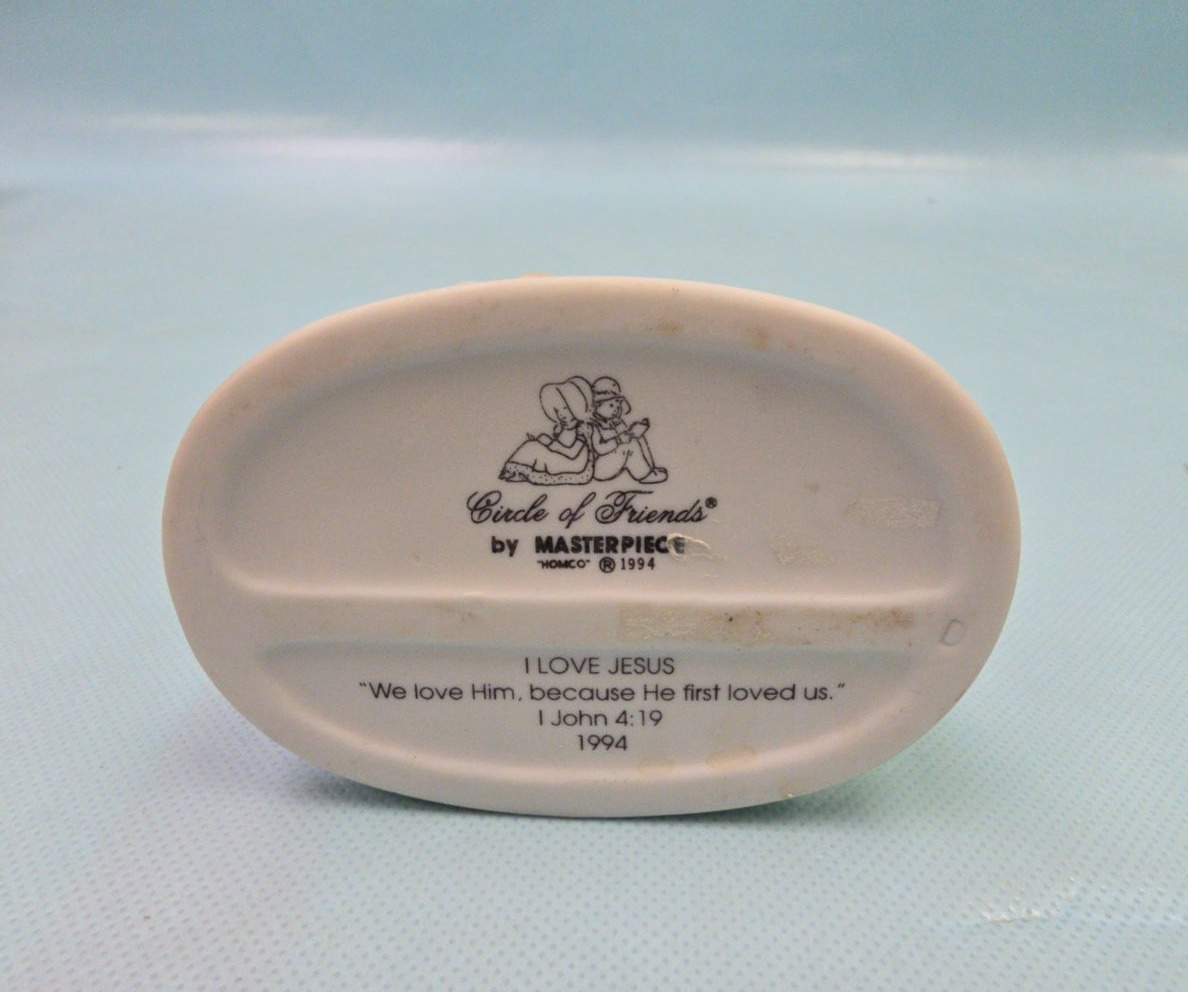 Circle of Friends®
by MASTERPIECE
"HOMCO" ® 1994
I LOVE JESUS
“We love Him, because He first loved us.”
I John 4:19
1994
D